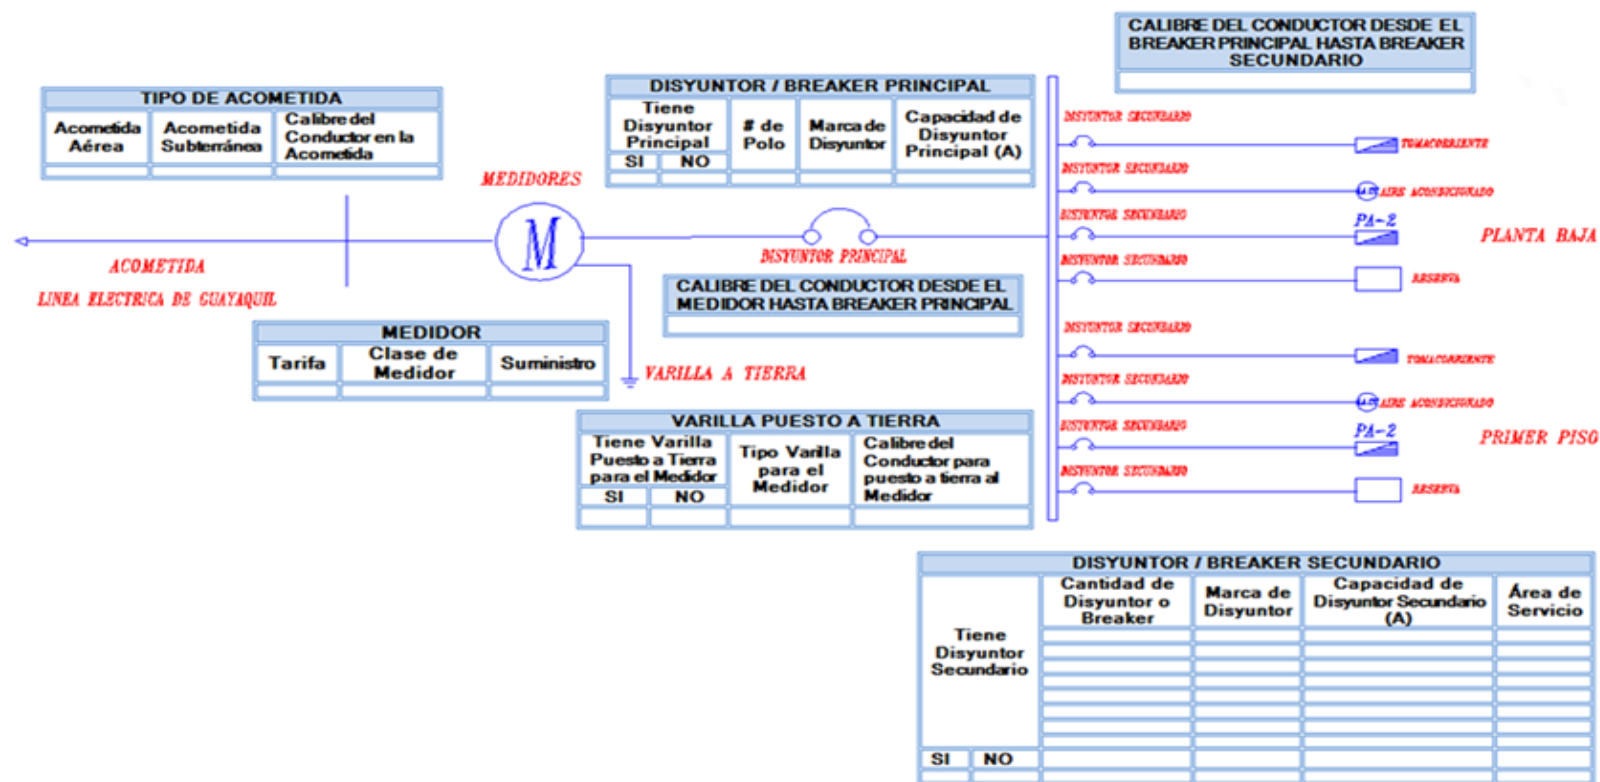 CALIBRE DEL CONDUCTOR DESDE EL
BREAKER PRINCIPAL HASTA BREAKER
SECUNDARIO
TIPO DE ACOMETIDA
Acometida
Aérea
Acometida
Subterránea
Calibre del
Conductor en la
Acometida
DISYUNTOR / BREAKER PRINCIPAL
Tiene
Disyuntor
Principal
SI NO
# de
Polo
Marca de
Disyuntor
Capacidad de
Disyuntor
Principal (A)
MEDIDORES
M
ACOMETIDA
LINEA ELECTRICA DE GUAYAQUIL
DISYUNTOR PRINCIPAL
CALIBRE DEL CONDUCTOR DESDE EL
MEDIDOR HASTA BREAKER PRINCIPAL
MEDIDOR
Tarifa
Clase de
Medidor
Suministro
VARILLA A TIERRA
VARILLA PUESTO A TIERRA
Tiene Varilla
Puesto a Tierra
para el Medidor
SI NO
Tipo Varilla
para el
Medidor
Calibre del
Conductor para
puesto a tierra al
Medidor
DISYUNTOR SECUNDARIO
TOMACORRIENTE
DISYUNTOR SECUNDARIO
AIRE ACONDICIONADO
DISYUNTOR SECUNDARIO
PA-2
PLANTA BAJA
DISYUNTOR SECUNDARIO
RESERVA
DISYUNTOR SECUNDARIO
TOMACORRIENTE
DISYUNTOR SECUNDARIO
AIRE ACONDICIONADO
DISYUNTOR SECUNDARIO
PA-2
PRIMER PISO
DISYUNTOR SECUNDARIO
RESERVA
DISYUNTOR / BREAKER SECUNDARIO
Tiene
Disyuntor
Secundario
SI NO
Cantidad de
Disyuntor o
Breaker
Marca de
Disyuntor
Capacidad de
Disyuntor Secundario
(A)
Área de
Servicio